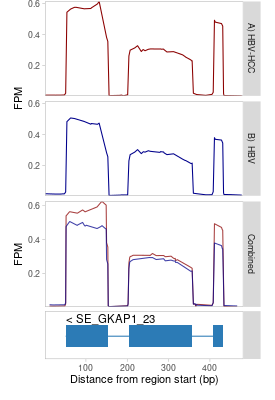 0.6
0.4
0.2
A) HBV-HCC
0.6
0.4
0.2
B) HBV
FPM
0.6
0.4
0.2
Combined
FPM
< SE_GKAP1_23
100 200 300 400
Distance from region start (bp)